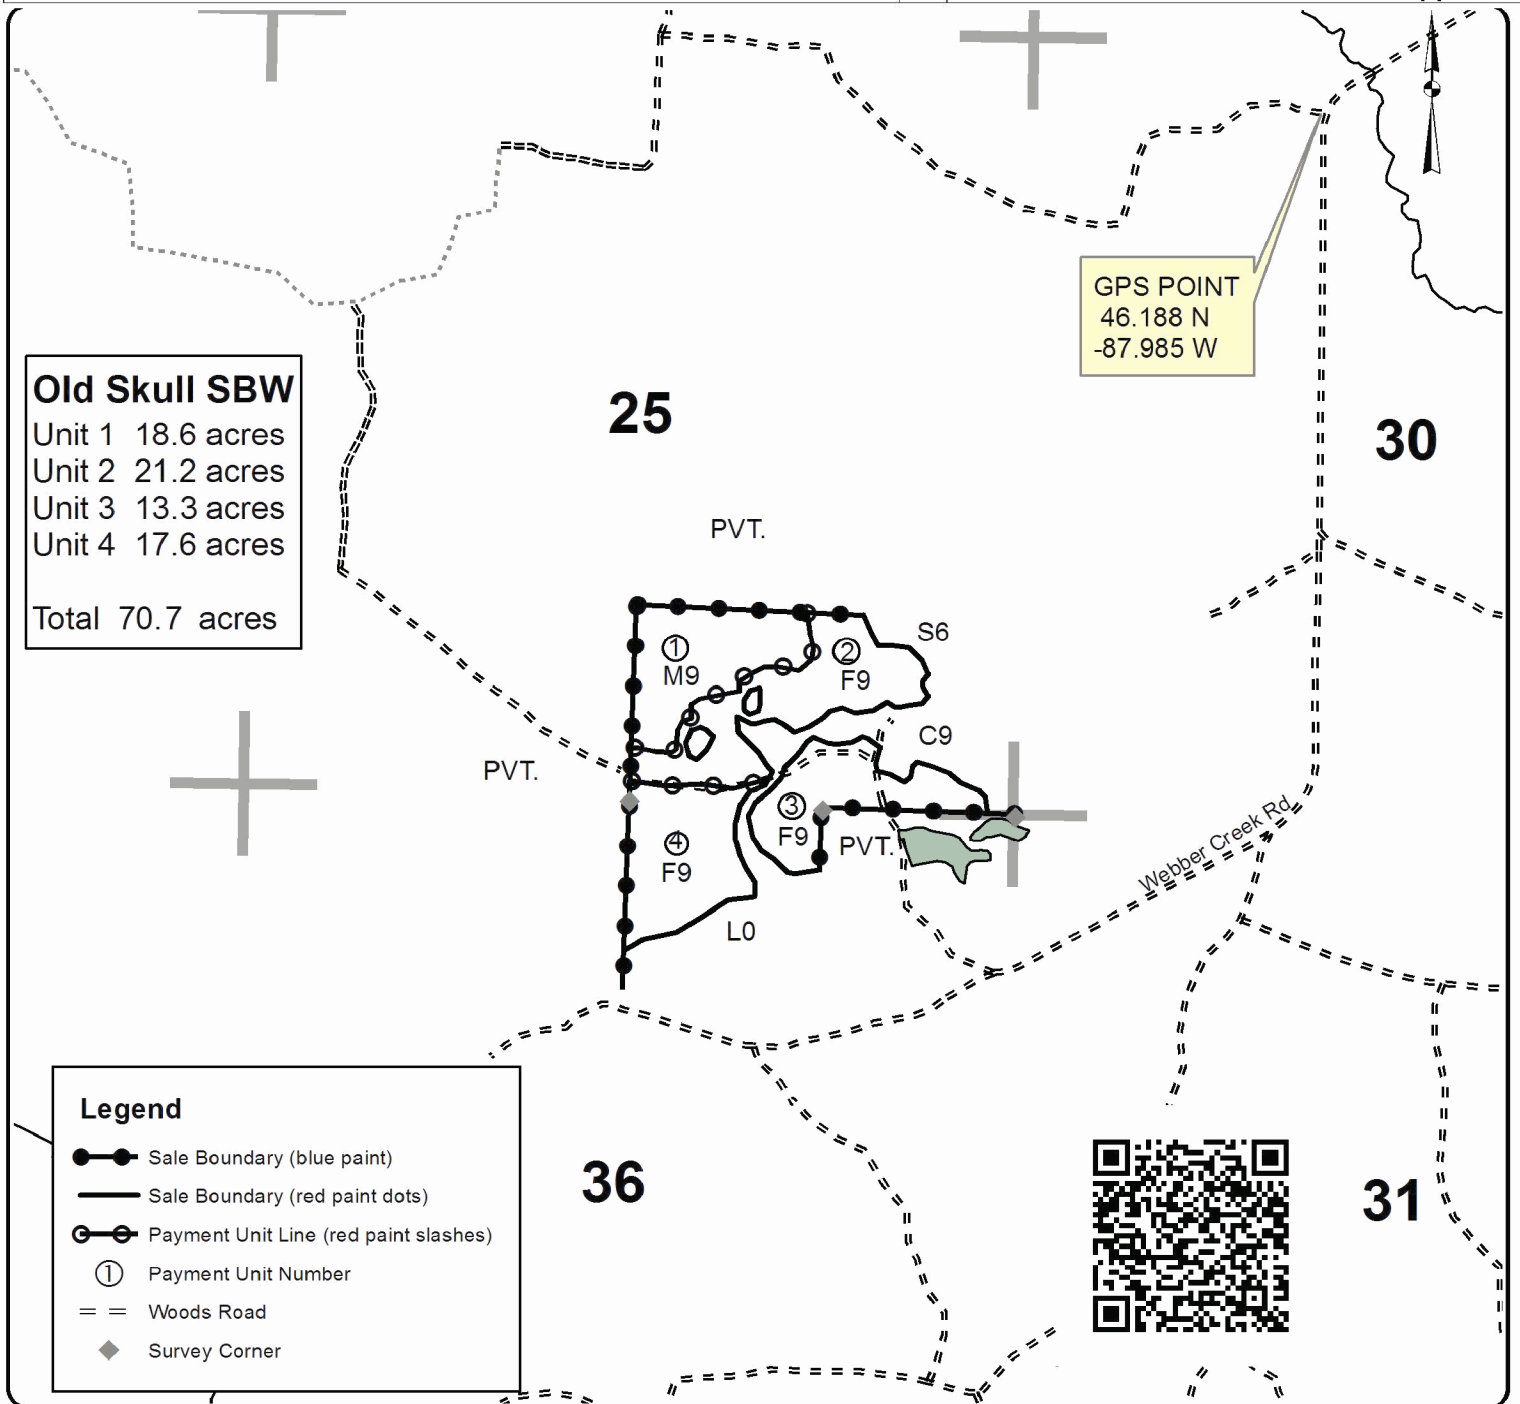 GPS POINT
46.188 N
-87.985 W
Old Skull SBW
Unit 1 18.6 acres
Unit 2 21.2 acres
Unit 3 13.3 acres
Unit 4 17.6 acres
Total 70.7 acres
25
30
PVT.
S6
1
M9
2
F9
C9
PVT.
3
F9
PVT.
4
F9
L0
Webber Creek Rd
36
31
Legend
Sale Boundary (blue paint)
Sale Boundary (red paint dots)
Payment Unit Line (red paint slashes)
1 Payment Unit Number
Woods Road
Survey Corner